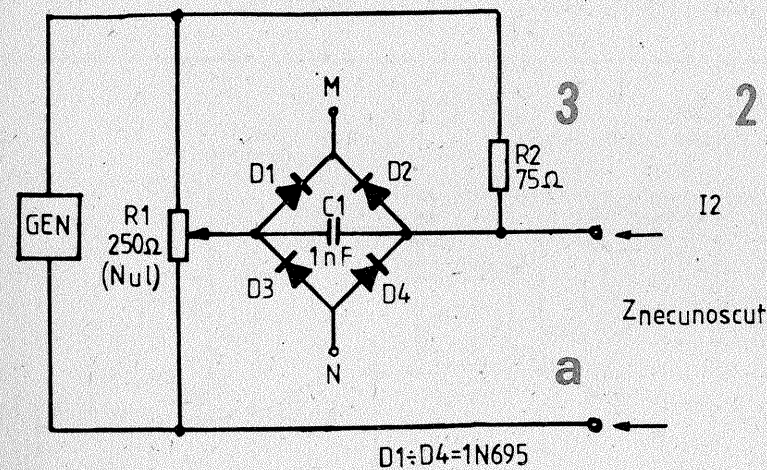 M
3
2
D1
D2
R2
75Ω
C1
I2
GEN
R1
250Ω
(Nul)
1nF
D3
D4
Znecunoscut
N
a
D1÷D4=1N695